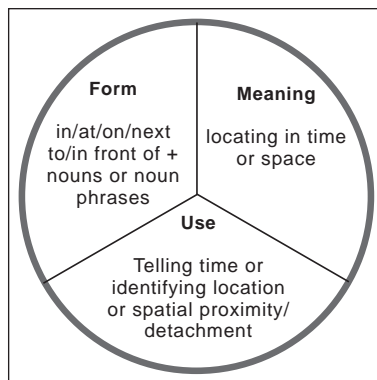 Form
in/at/on/next
to/in front of +
nouns or noun
phrases
Meaning
locating in time
or space
Use
Telling time or
identifying location
or spatial proximity/
detachment